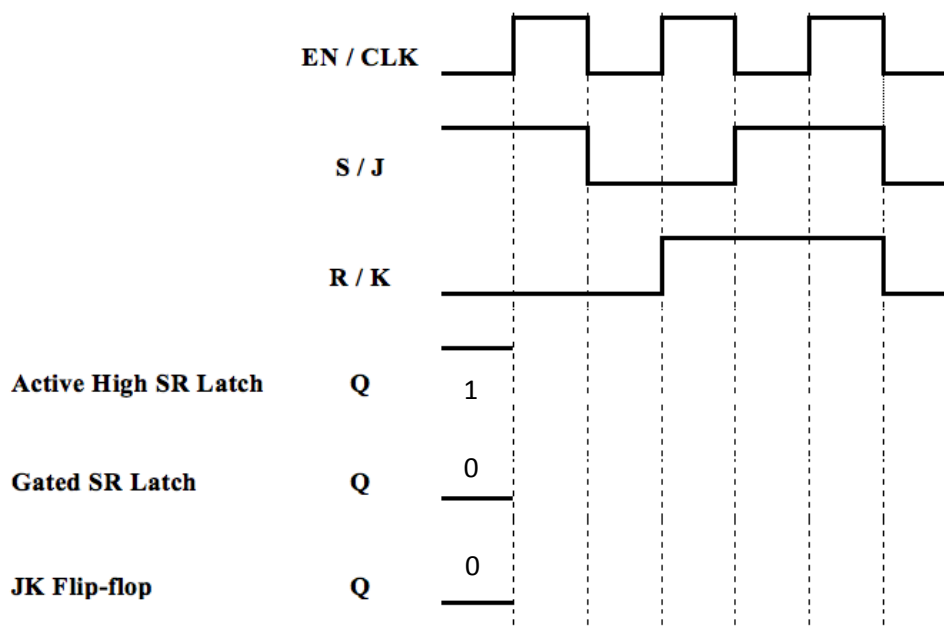 EN / CLK
S / J
R / K
Active High SR Latch Q 1
Gated SR Latch Q 0
JK Flip-flop Q 0